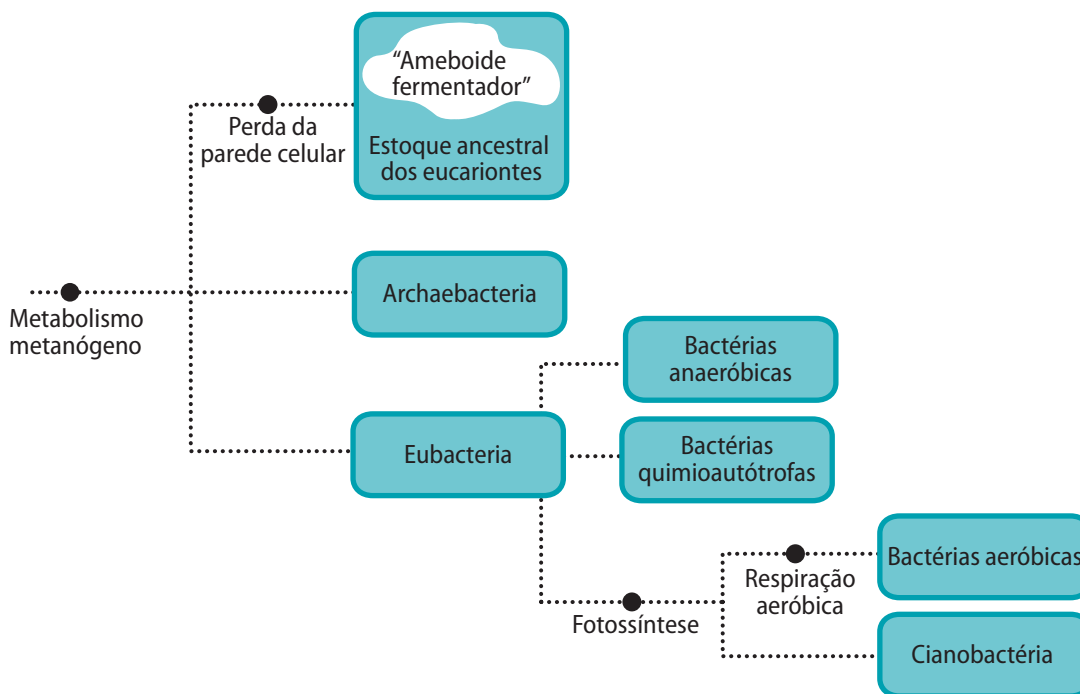 “Ameboide
fermentador”
Perda da
parede celular
Estoque ancestral
dos eucariontes
Archaebacteria
Metabolismo
metanógeno
Bactérias
anaeróbicas
Eubacteria
Bactérias
quimioautótrofas
Bactérias aeróbicas
Respiração
aeróbica
Fotossíntese
Cianobactéria